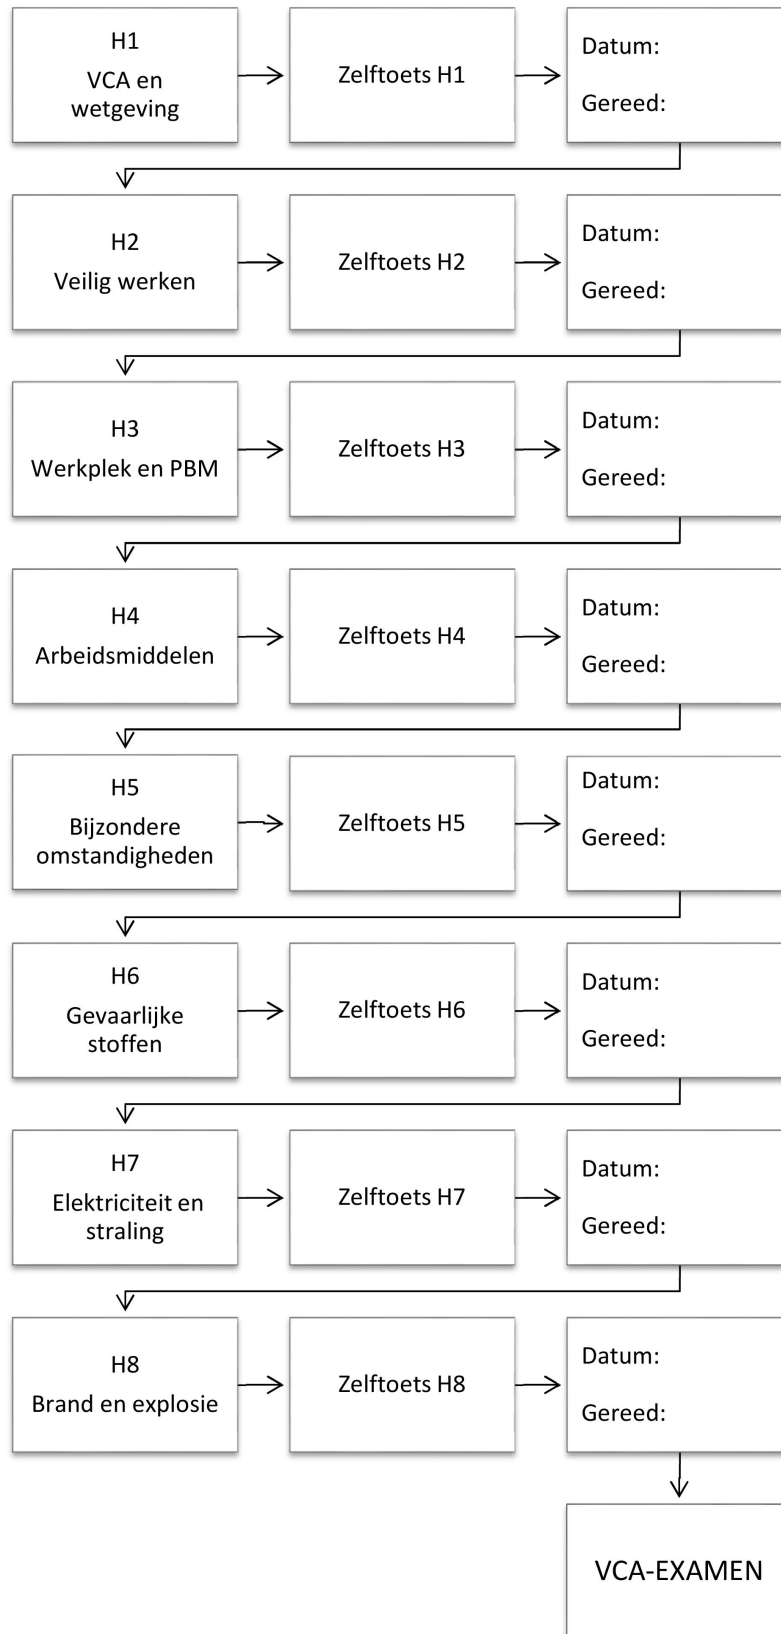 H1
VCA en
wetgeving
Zelftoets H1
Datum:
Gereed:
H2
Veilig werken
Zelftoets H2
Datum:
Gereed:
H3
Werkplek en PBM
Zelftoets H3
Datum:
Gereed:
H4
Arbeidsmiddelen
Zelftoets H4
Datum:
Gereed:
H5
Bijzondere
omstandigheden
Zelftoets H5
Datum:
Gereed:
H6
Gevaarlijke
stoffen
Zelftoets H6
Datum:
Gereed:
H7
Elektriciteit en
straling
Zelftoets H7
Datum:
Gereed:
H8
Brand en explosie
Zelftoets H8
Datum:
Gereed:
VCA-EXAMEN